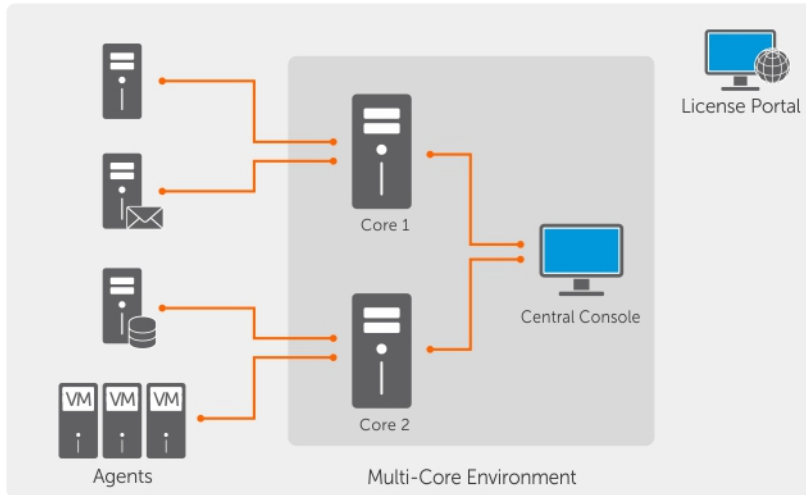 License Portal
Core 1
Central Console
Core 2
VM VM VM
Agents
Multi-Core Environment